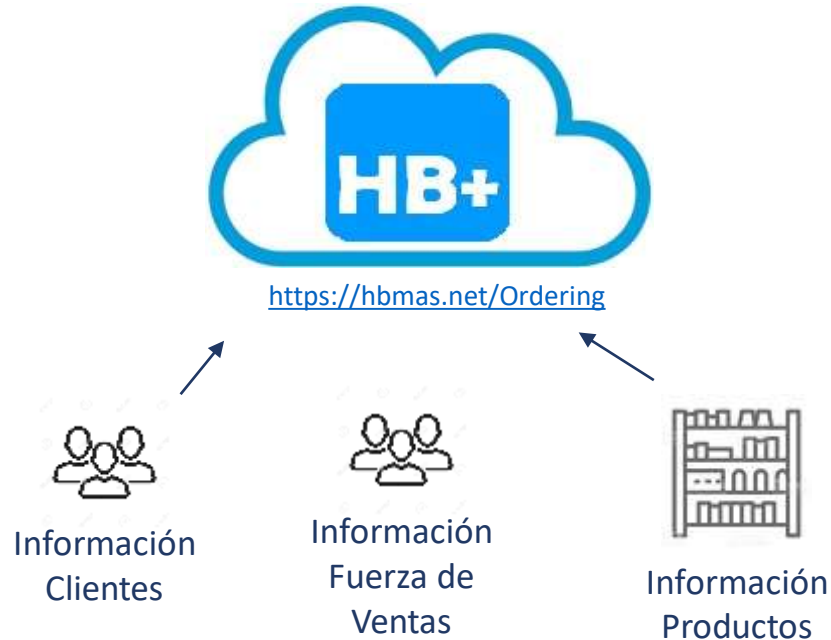 HB+
https://hbmas.net/Ordering
Información
Clientes
Información
Fuerza de
Ventas
Información
Productos